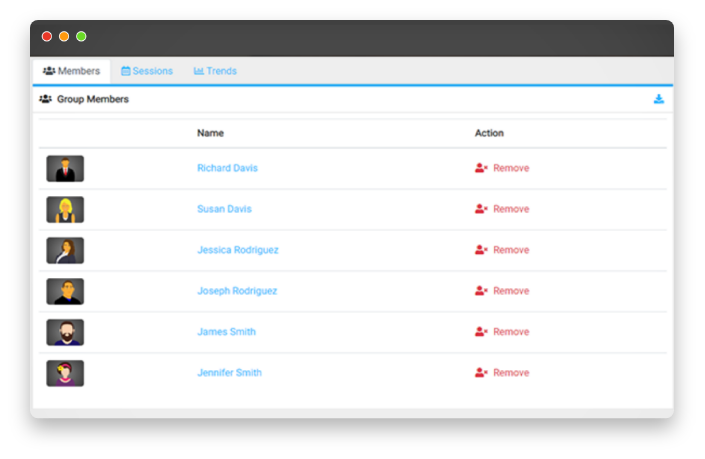 Members Sessions Trends
Group Members
Name Action
Richard Davis Remove
Susan Davis Remove
Jessica Rodriguez Remove
Joseph Rodriguez Remove
James Smith Remove
Jennifer Smith Remove